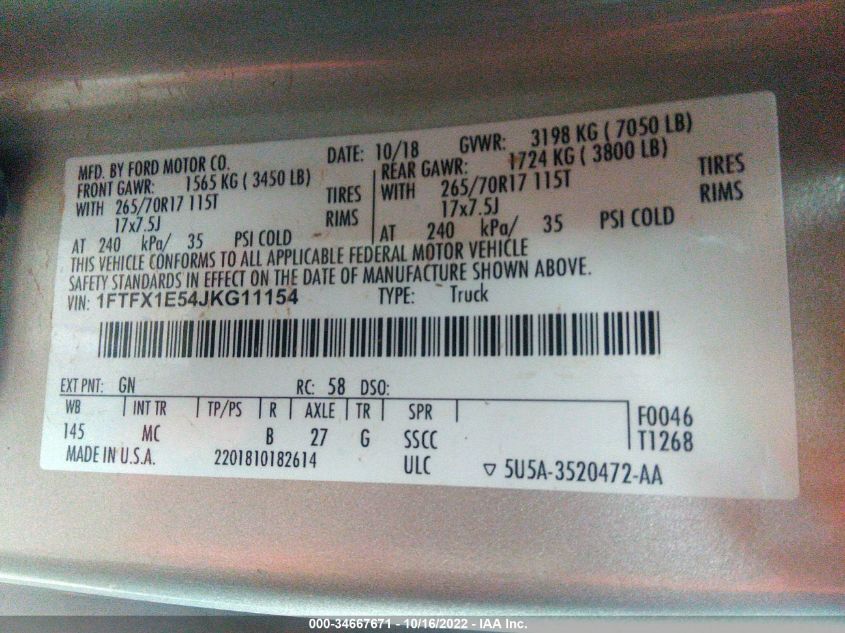 MFD. BY FORD MOTOR CO.
DATE: 10/18 GVWR: 3198 KG ( 7050 LB)
FRONT GAWR: 1565 KG ( 3450 LB) REAR GAWR: 1724 KG ( 3800 LB)
WITH 265/70R17 115T TIRES WITH 265/70R17 115T TIRES
17x7.5J RIMS 17x7.5J RIMS
AT 240 kPa/ 35 PSI COLD AT 240 kPa/ 35 PSI COLD
THIS VEHICLE CONFORMS TO ALL APPLICABLE FEDERAL MOTOR VEHICLE
SAFETY STANDARDS IN EFFECT ON THE DATE OF MANUFACTURE SHOWN ABOVE.
VIN: 1FTFX1E54JKG11154 TYPE: Truck
EXT PNT: GN RC: 58 DSO:
WB INT TR TP/PS R AXLE TR SPR F0046
145 MC B 27 G SSCC T1268
MADE IN U.S.A. 2201810182614 ULC ▽ 5U5A-3520472-AA
000-34667671 - 10/16/2022 - IAA Inc.